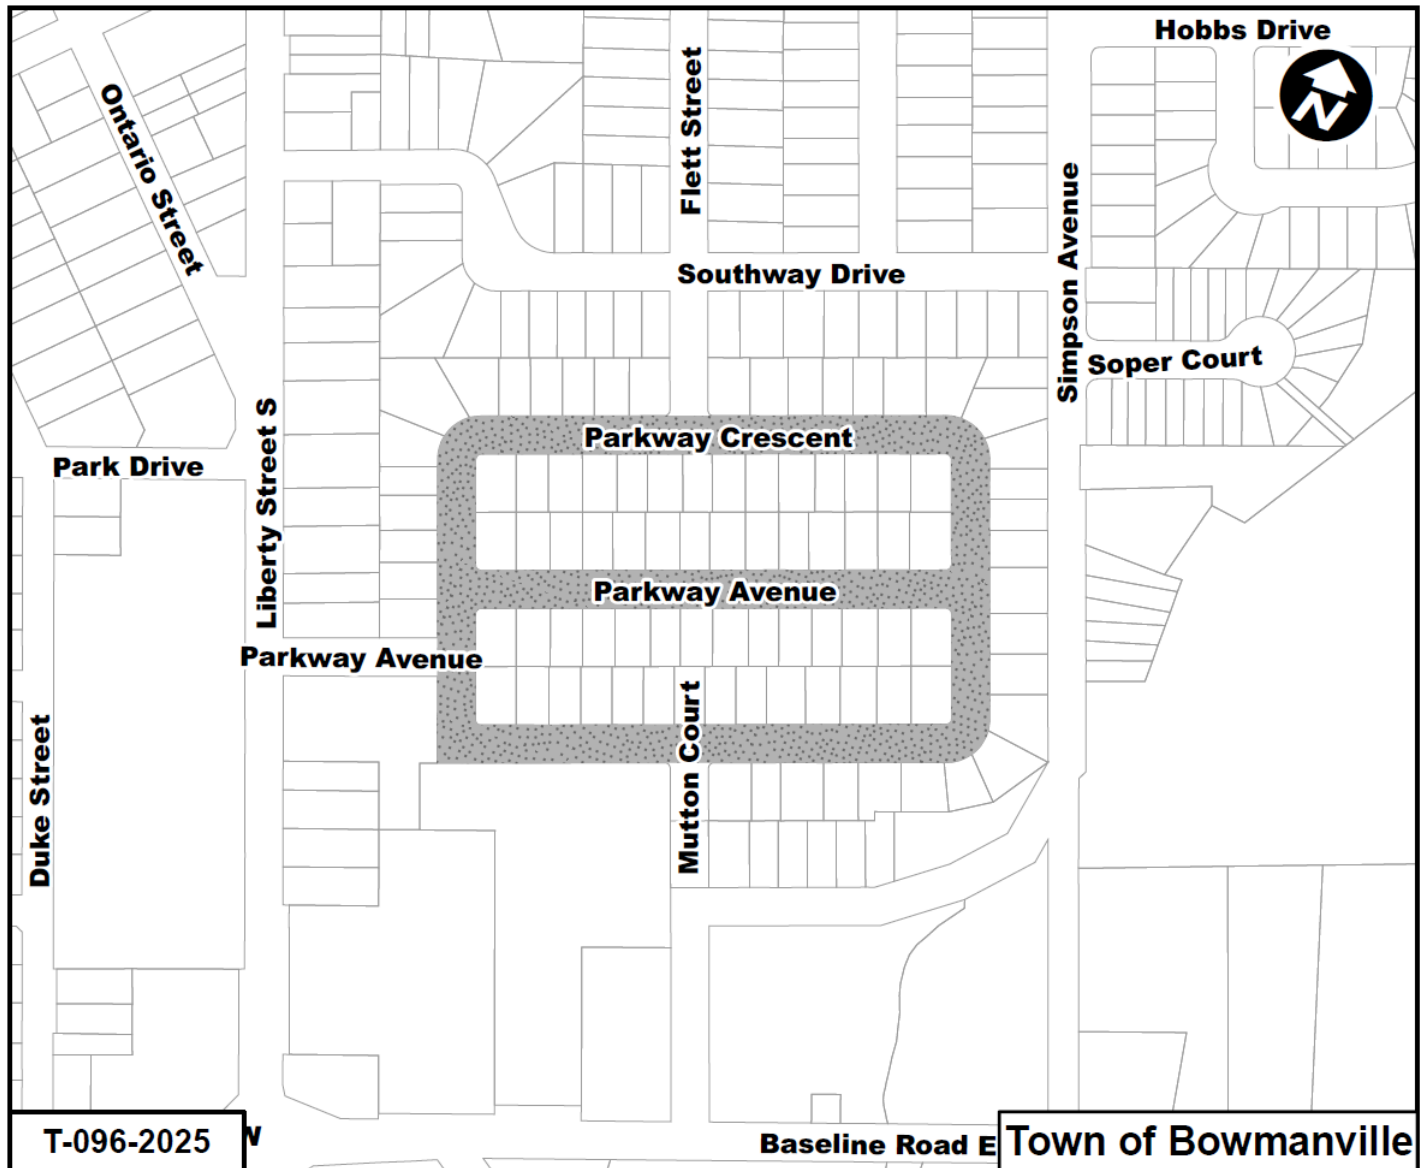 Hobbs Drive
N
Ontario Street
Flett Street
Simpson Avenue
Southway Drive
Soper Court
Liberty Street S
Parkway Crescent
Park Drive
Parkway Avenue
Parkway Avenue
Mutton Court
Duke Street
W
Baseline Road E
T-096-2025
Town of Bowmanville